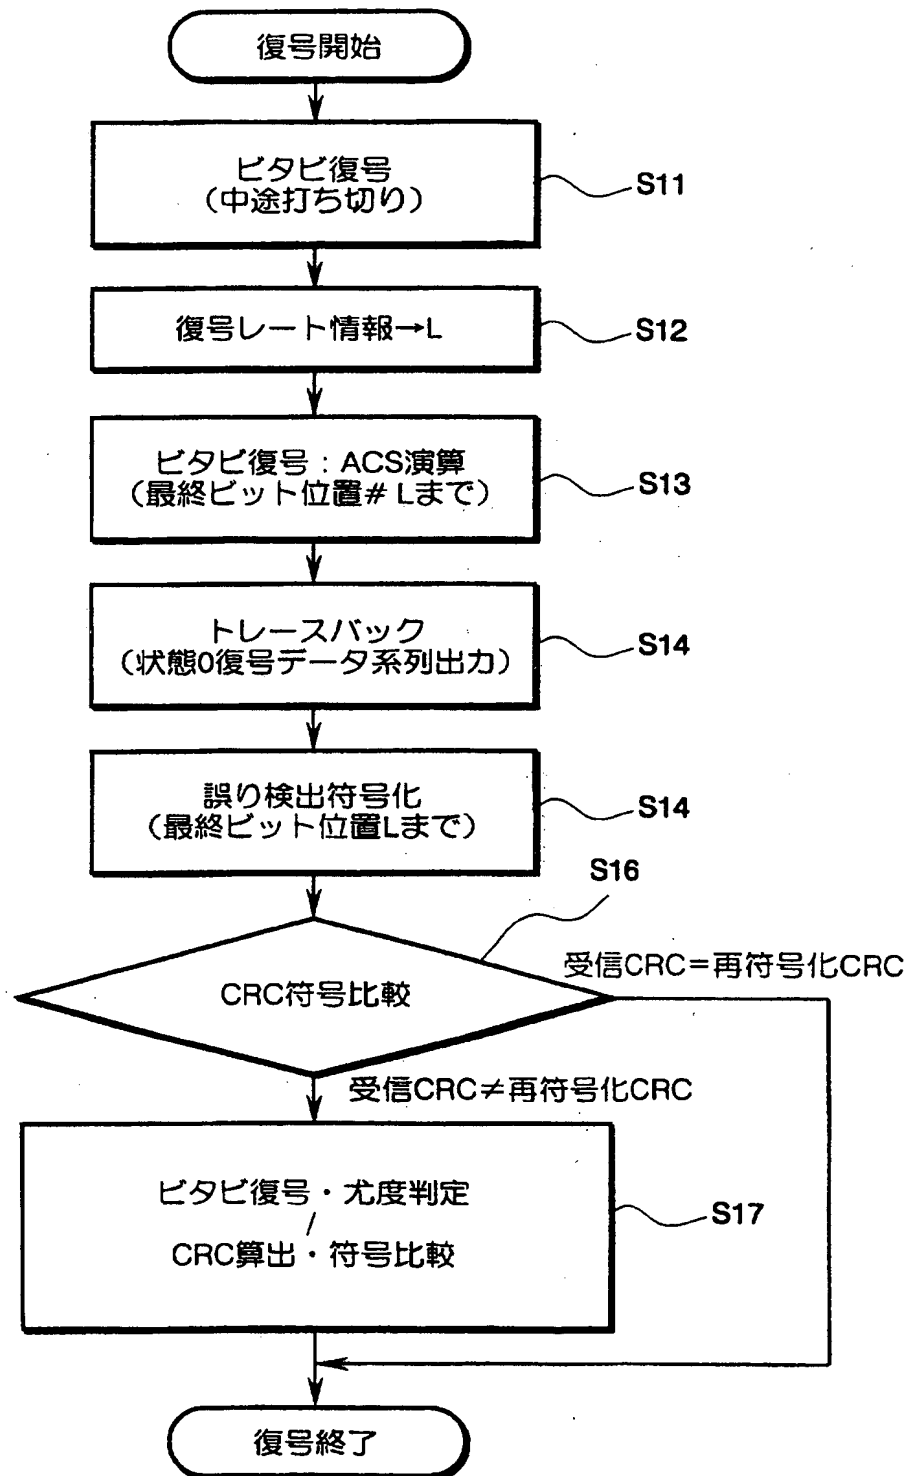 復号開始
ビタビ復号
(中途打ち切り)
S11
復号レート情報→L
S12
ビタビ復号:ACS演算
(最終ビット位置# Lまで)
S13
トレースバック
(状態0復号データ系列出力)
S14
誤り検出符号化
(最終ビット位置Lまで)
S14
S16
受信CRC=再符号化CRC
CRC符号比較
受信CRC≠再符号化CRC
ビタビ復号・尤度判定
/
CRC算出・符号比較
S17
復号終了